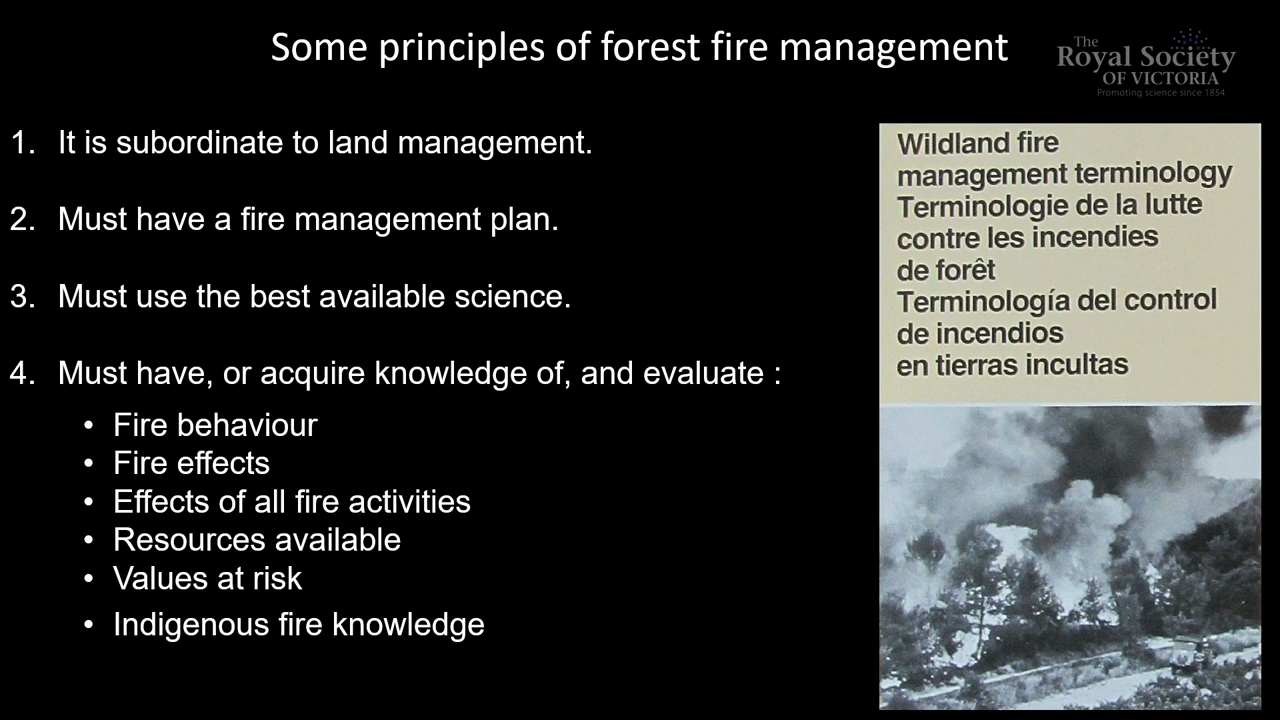 Some principles of forest fire management
The
Royal Society
OF VICTORIA
Promoting science since 1854
1. It is subordinate to land management.
2. Must have a fire management plan.
3. Must use the best available science.
4. Must have, or acquire knowledge of, and evaluate :
• Fire behaviour
• Fire effects
• Effects of all fire activities
• Resources available
• Values at risk
• Indigenous fire knowledge
Wildland fire
management terminology
Terminologie de la lutte
contre les incendies
de forêt
Terminología del control
de incendios
en tierras incultas